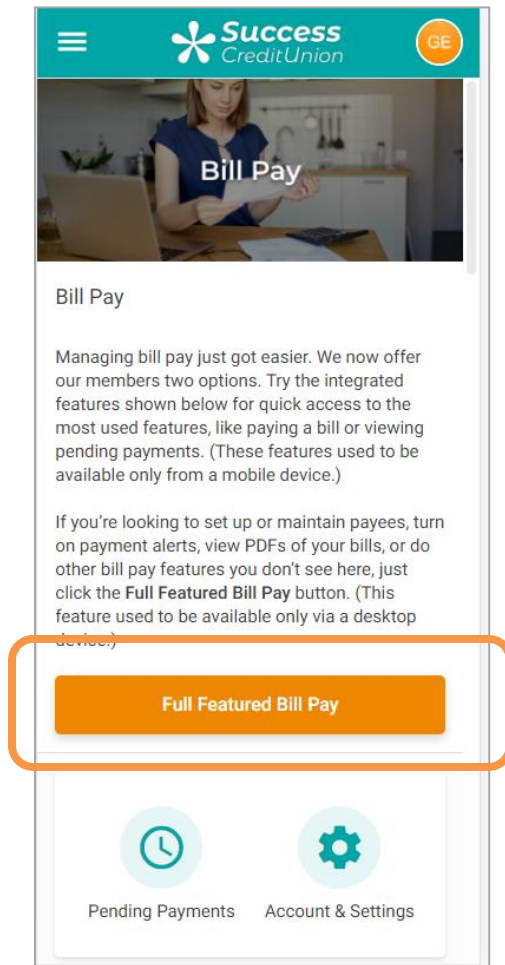 Success
CreditUnion
GE
Bill Pay
Bill Pay
Managing bill pay just got easier. We now offer
our members two options. Try the integrated
features shown below for quick access to the
most used features, like paying a bill or viewing
pending payments. (These features used to be
available only from a mobile device.)
If you’re looking to set up or maintain payees, turn
on payment alerts, view PDFs of your bills, or do
other bill pay features you don’t see here, just
click the Full Featured Bill Pay button. (This
feature used to be available only via a desktop
device.)
Full Featured Bill Pay
Pending Payments
Account & Settings